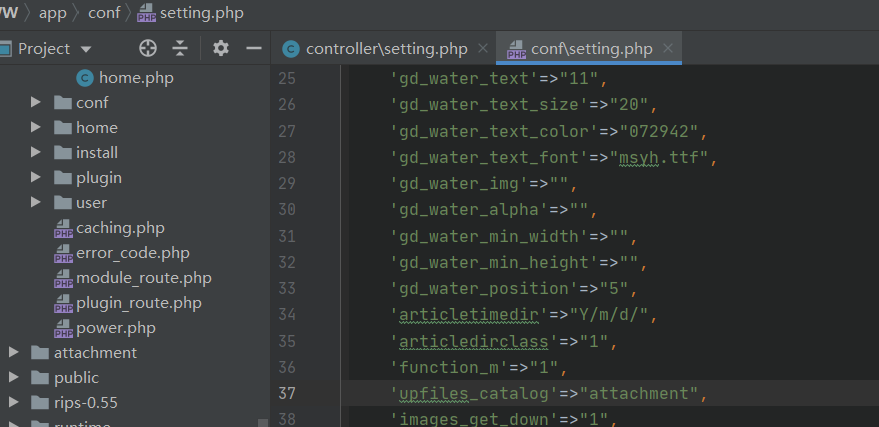 W app conf setting.php
Project
controller\setting.php conf\setting.php
home.php
conf
home
install
plugin
user
caching.php
error_code.php
module_route.php
plugin_route.php
power.php
attachment
public
rips-0.55
runtime
25 'gd_water_text'=>"11",
26 'gd_water_text_size'=>"20",
27 'gd_water_text_color'=>"072942",
28 'gd_water_text_font'=>"msyh.ttf",
29 'gd_water_img'=>"",
30 'gd_water_alpha'=>"",
31 'gd_water_min_width'=>"",
32 'gd_water_min_height'=>"",
33 'gd_water_position'=>"5",
34 'articletimedir'=>"Y/m/d/",
35 'articledirclass'=>"1",
36 'function_m'=>"1",
37 'upfiles_catalog'=>"attachment",
38 'images_get_down'=>"1",